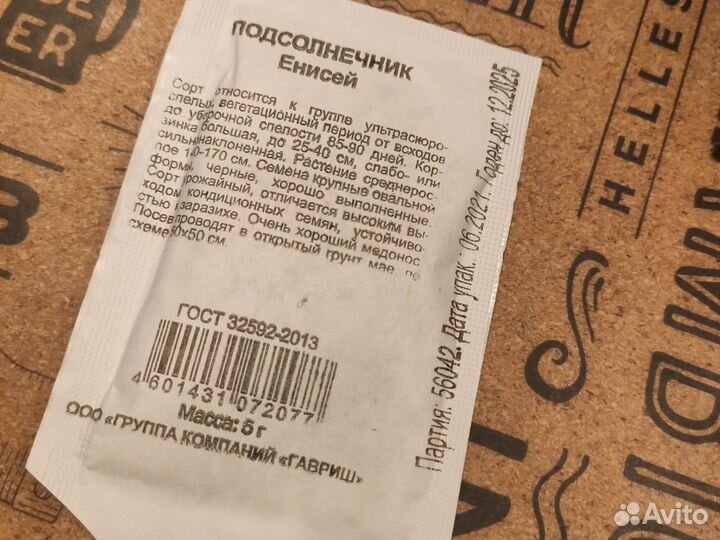 ПОДСОЛНЕЧНИК
Енисей
Сорт относится к группе ультраскоро-
спелых, вегетационный период от всходов
до уборочной спелости 85-90 дней. Кор-
зинка большая, до 25-40 см, слабо- или
сильнонаклоненная. Растение среднерос-
лое 140-170 см. Семена крупные овальной
формы, черные, хорошо выполненные.
Сорт урожайный, отличается высоким вы-
ходом кондиционных семян, устойчиво-
стью заразихе. Очень хороший медонос.
Посев проводят в открытый грунт в мае, по
схеме 50x50 см.
ГОСТ 32592-2013
4 601431 072077
Масса: 5 г
ООО «ГРУППА КОМПАНИЙ «ГАВРИШ»
Партия: 56042. Дата упак.: 06.2021. Годен до: 12.2025
ER
HELLES
Avito